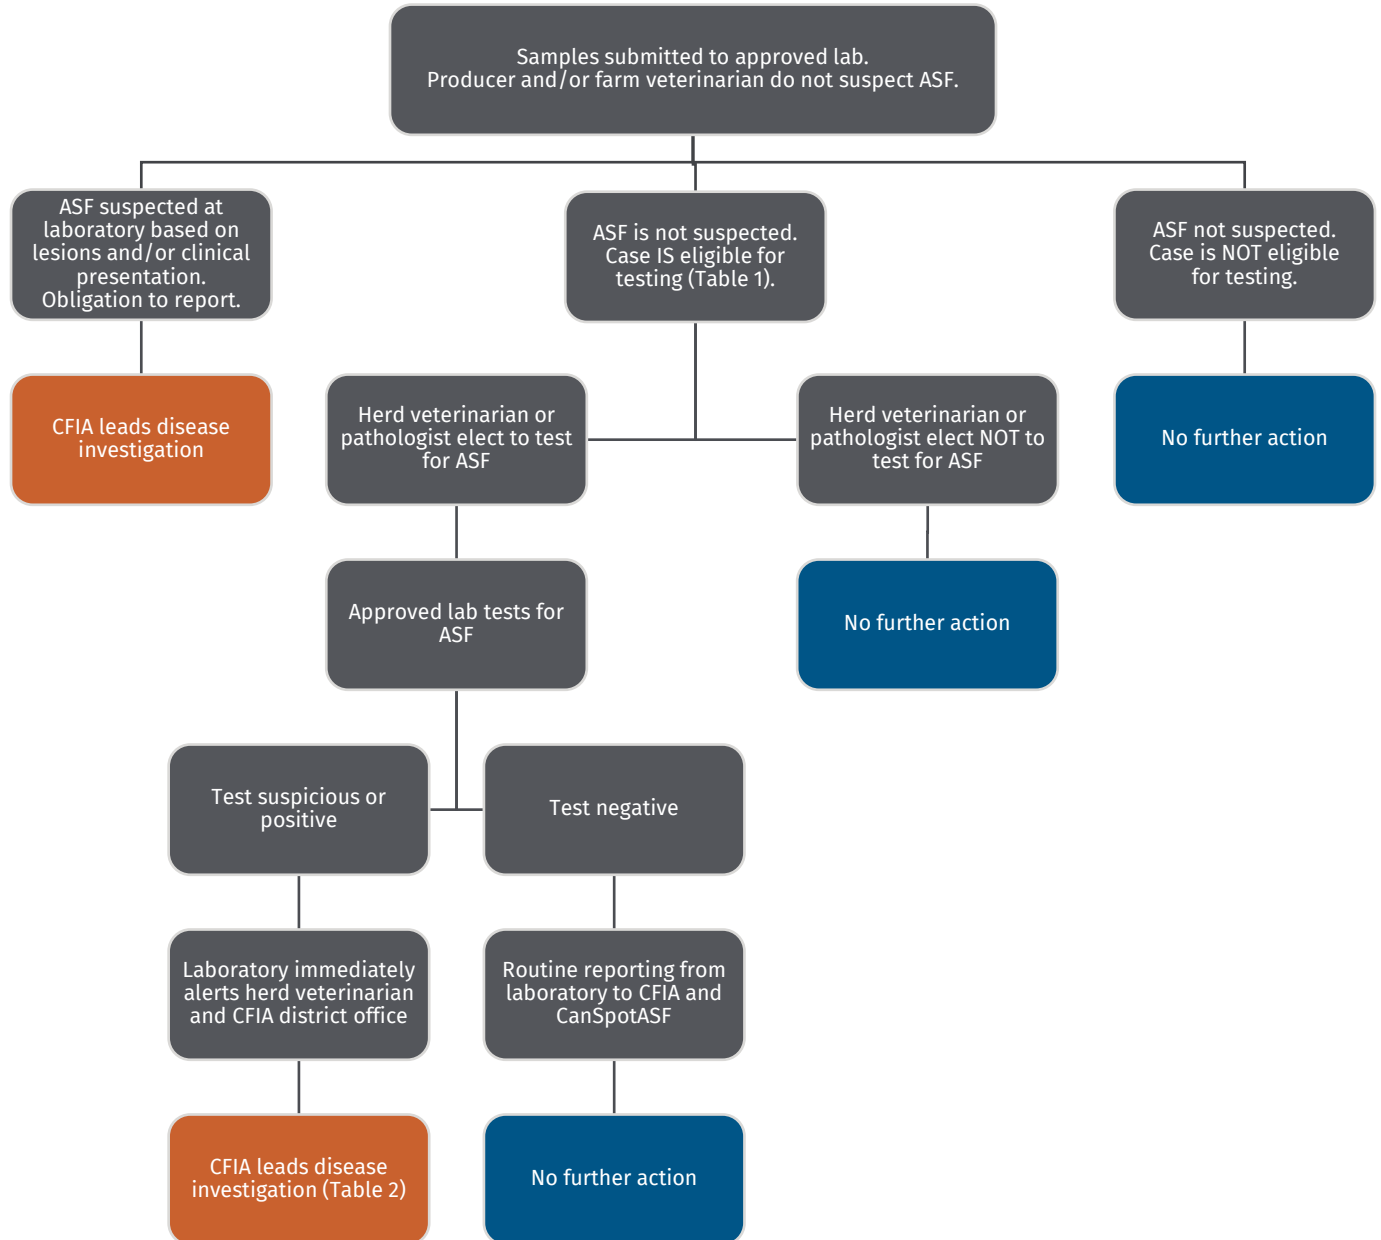 Samples submitted to approved lab.
Producer and/or farm veterinarian do not suspect ASF.
ASF suspected at
laboratory based on
lesions and/or clinical
presentation.
Obligation to report.
ASF is not suspected.
Case IS eligible for
testing (Table 1).
ASF not suspected.
Case is NOT eligible
for testing.
CFIA leads disease
investigation
Herd veterinarian or
pathologist elect to test
for ASF
Herd veterinarian or
pathologist elect NOT to
test for ASF
No further action
Approved lab tests for
ASF
No further action
Test suspicious or
positive
Test negative
Laboratory immediately
alerts herd veterinarian
and CFIA district office
Routine reporting from
laboratory to CFIA and
CanSpotASF
CFIA leads disease
investigation (Table 2)
No further action